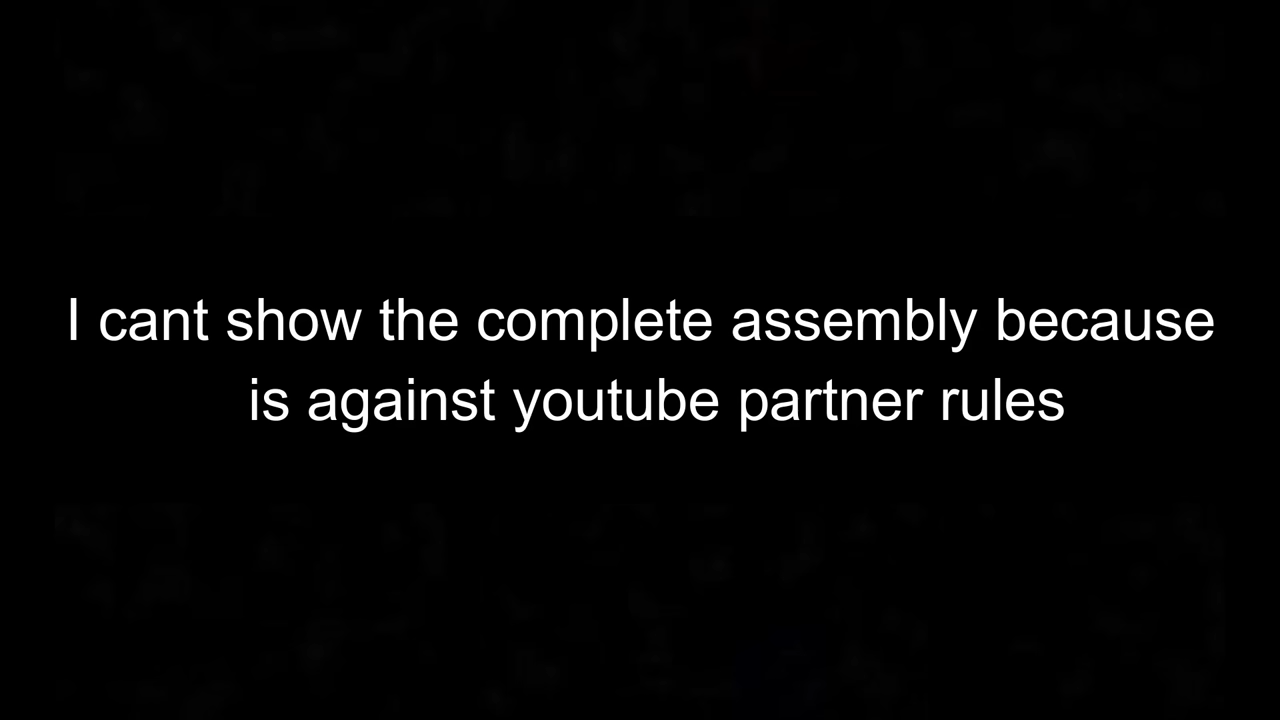 I cant show the complete assembly because
is against youtube partner rules